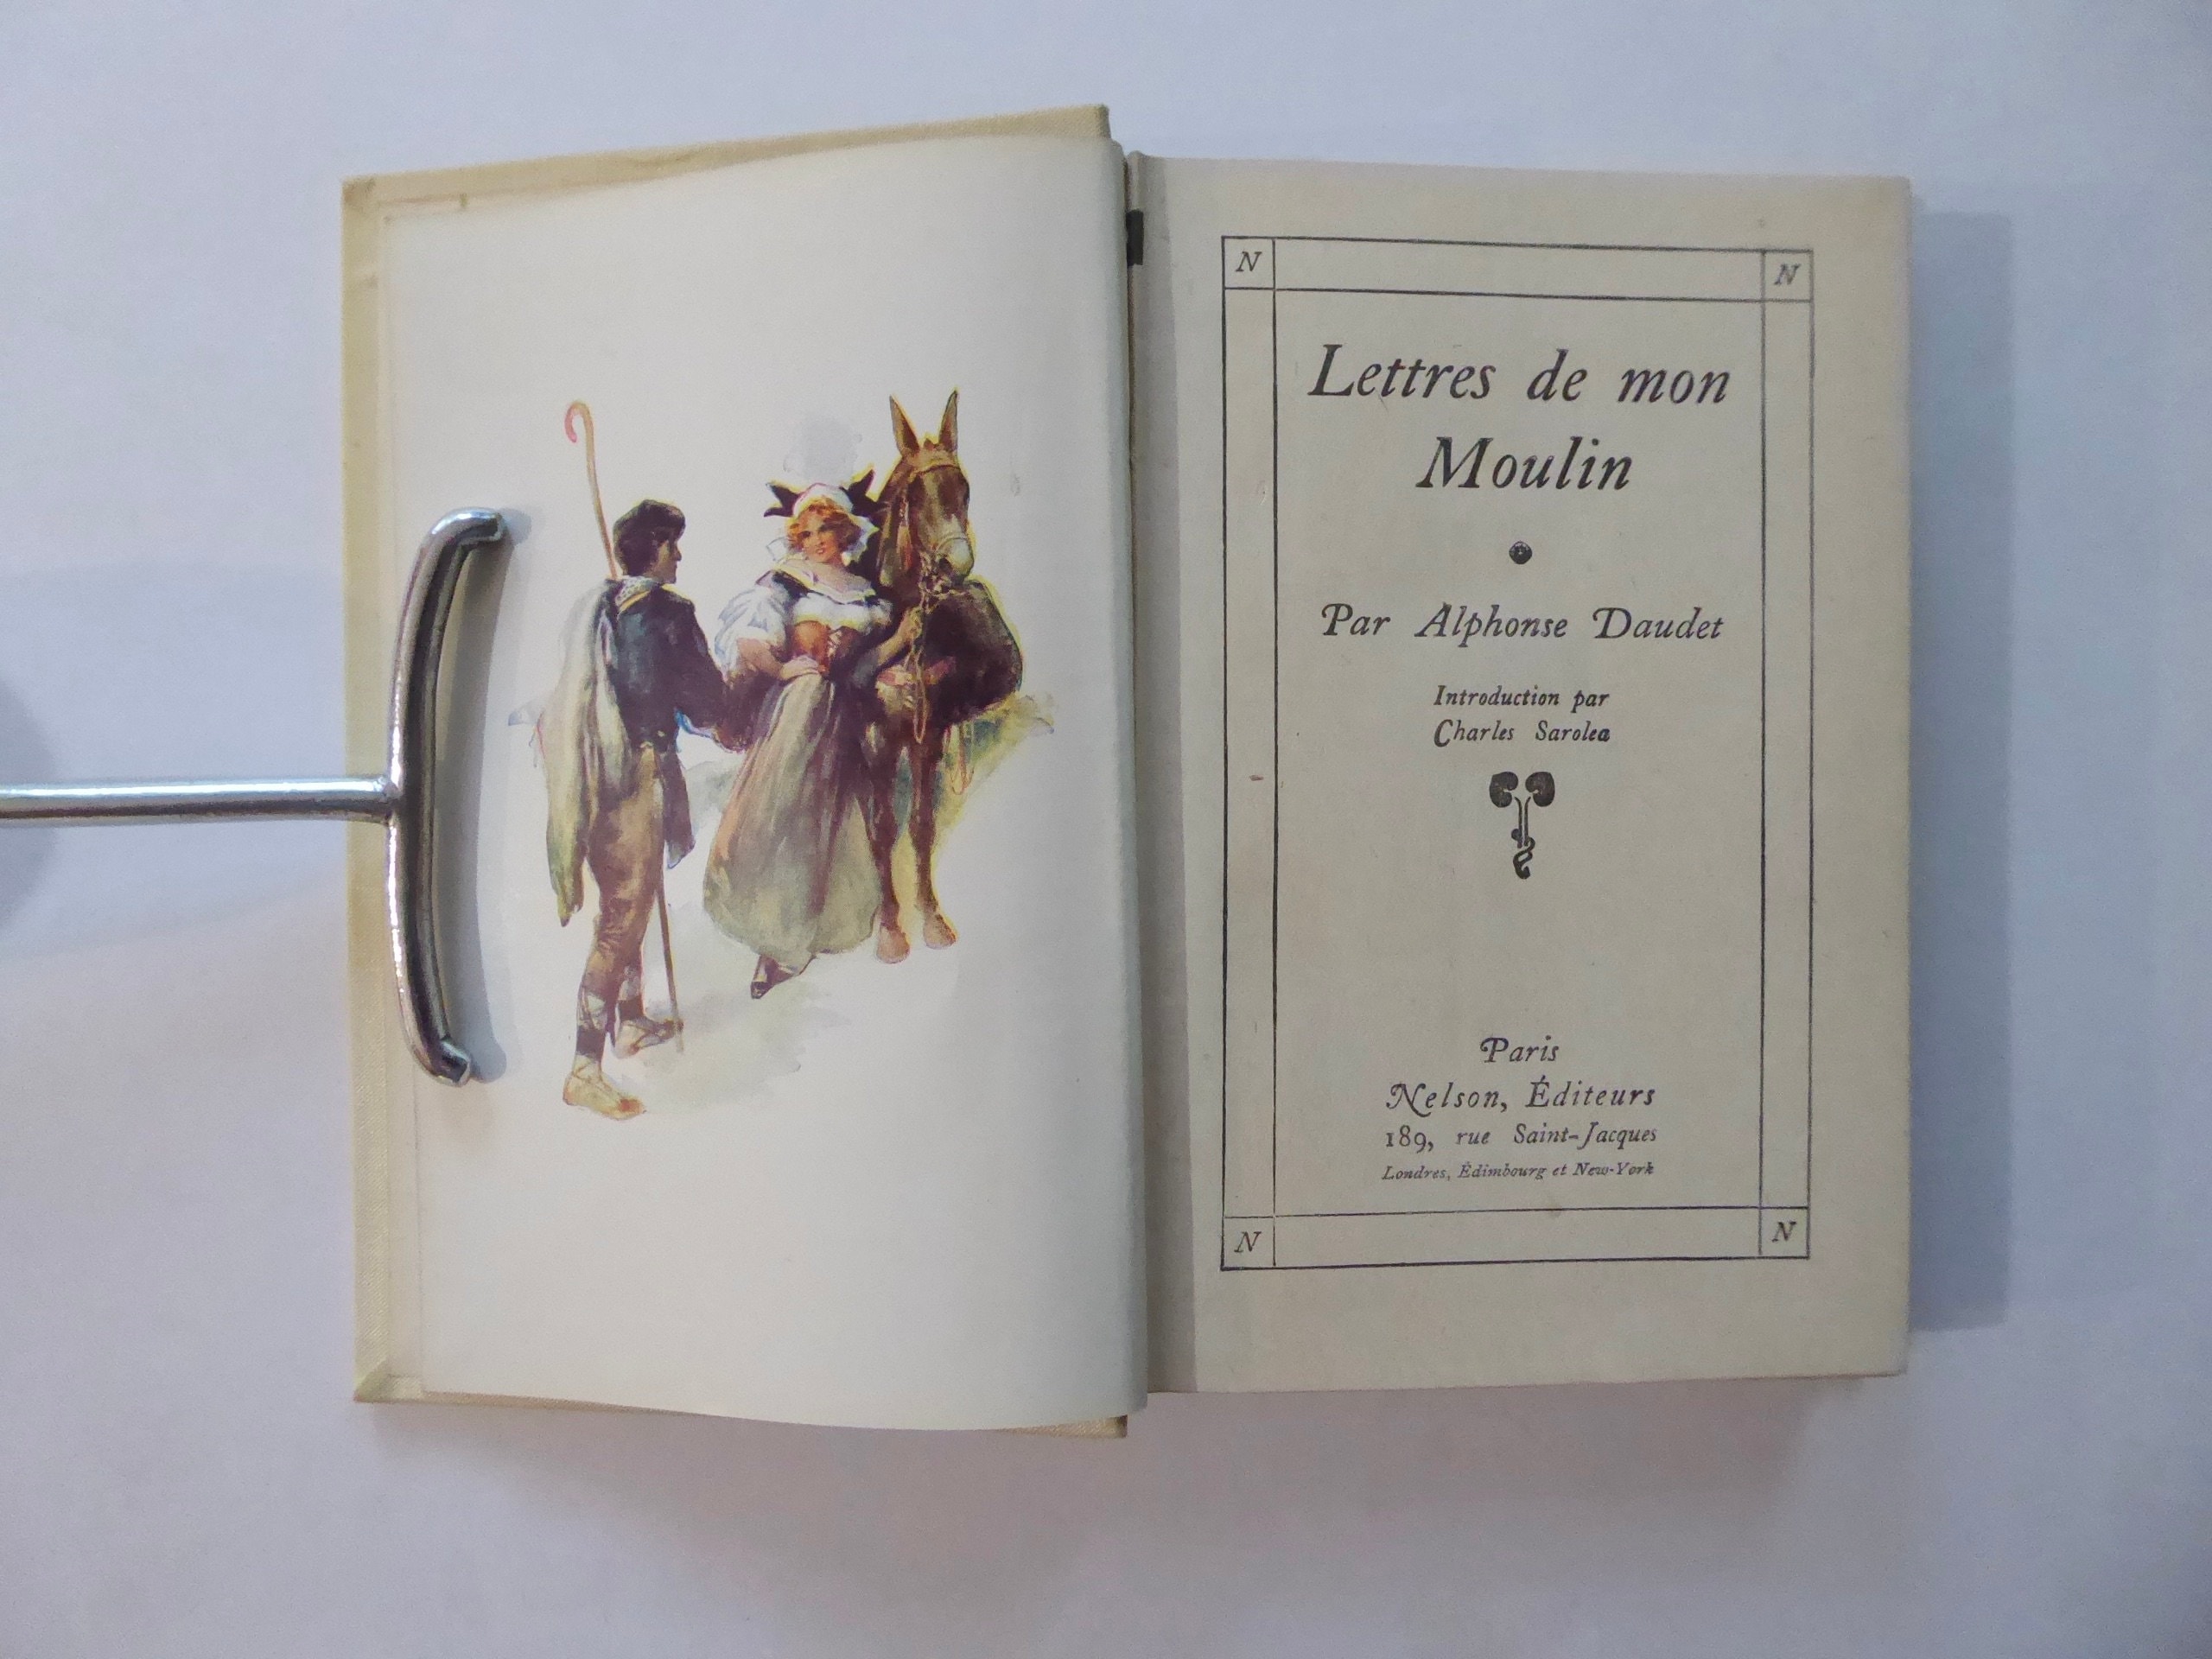 N N
Lettres de mon
Moulin
Par Alphonse Daudet
Introduction par
Charles Sarolea
Paris
Nelson, Éditeurs
189, rue Saint-Jacques
Londres, Édimbourg et New-York
N N